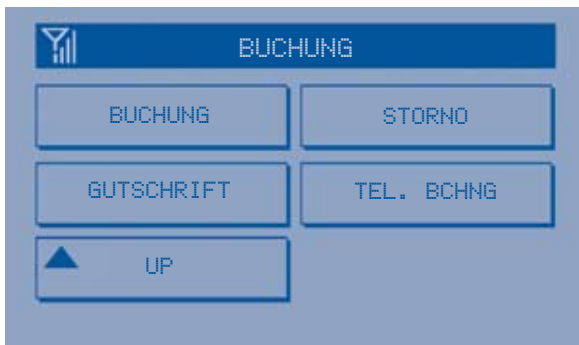 BUCHUNG
BUCHUNG STORNO
GUTSCHRIFT TEL. BCHNG
UP